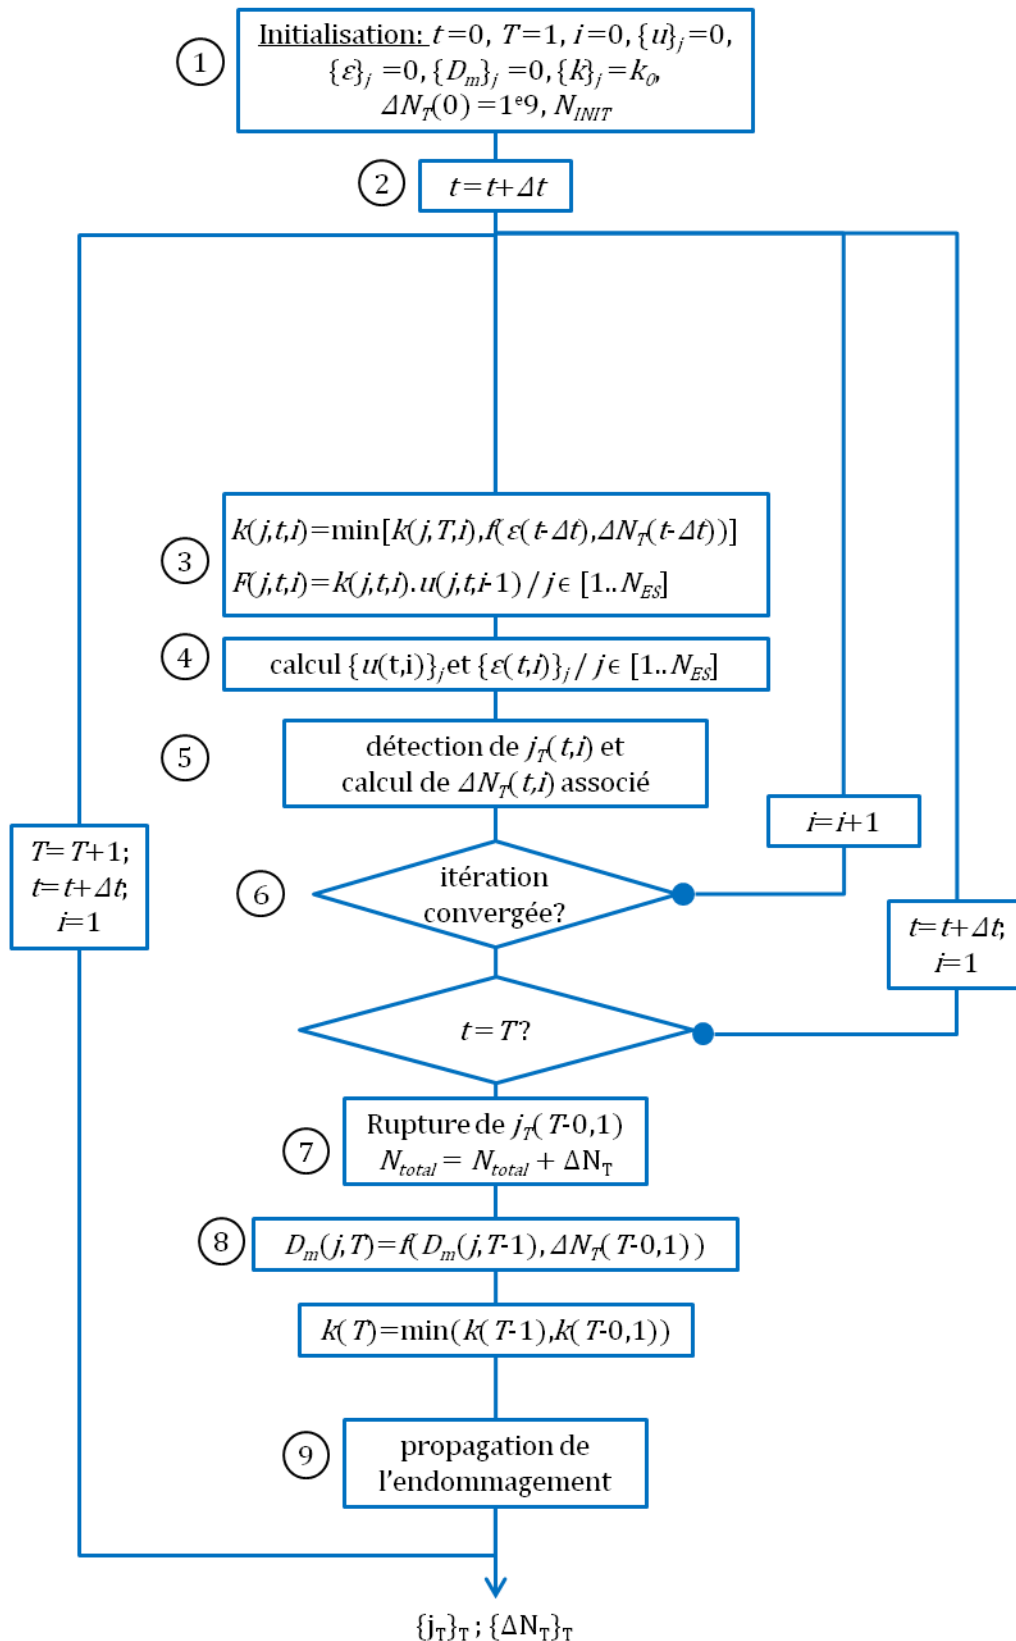 1
Initialisation: t=0, T=1, i=0, {u}j=0,
{ε}j =0, {Dm}j =0, {k}j=k0,
ΔNT(0)=1e9, NINIT
2
t=t+Δt
3
k(j,t,i)=min[k(j,T,i),f(ε(t-Δt),ΔNT(t-Δt))]
F(j,t,i)=k(j,t,i).u(j,t,i-1) / j∈ [1..NES]
4
calcul {u(t,i)}j et {ε(t,i)}j / j∈ [1..NES]
5
détection de jT(t,i) et
calcul de ΔNT(t,i) associé
i=i+1
T=T+1;
t=t+Δt;
i=1
6
itération
convergée?
t=t+Δt;
i=1
t=T?
7
Rupture de jT(T-0,1)
Ntotal= Ntotal+ ΔNT
8
Dm(j,T)=f(Dm(j,T-1),ΔNT(T-0,1))
k(T)=min(k(T-1),k(T-0,1))
9
propagation de
l'endommagement
{jT}T ; {ΔNT}T